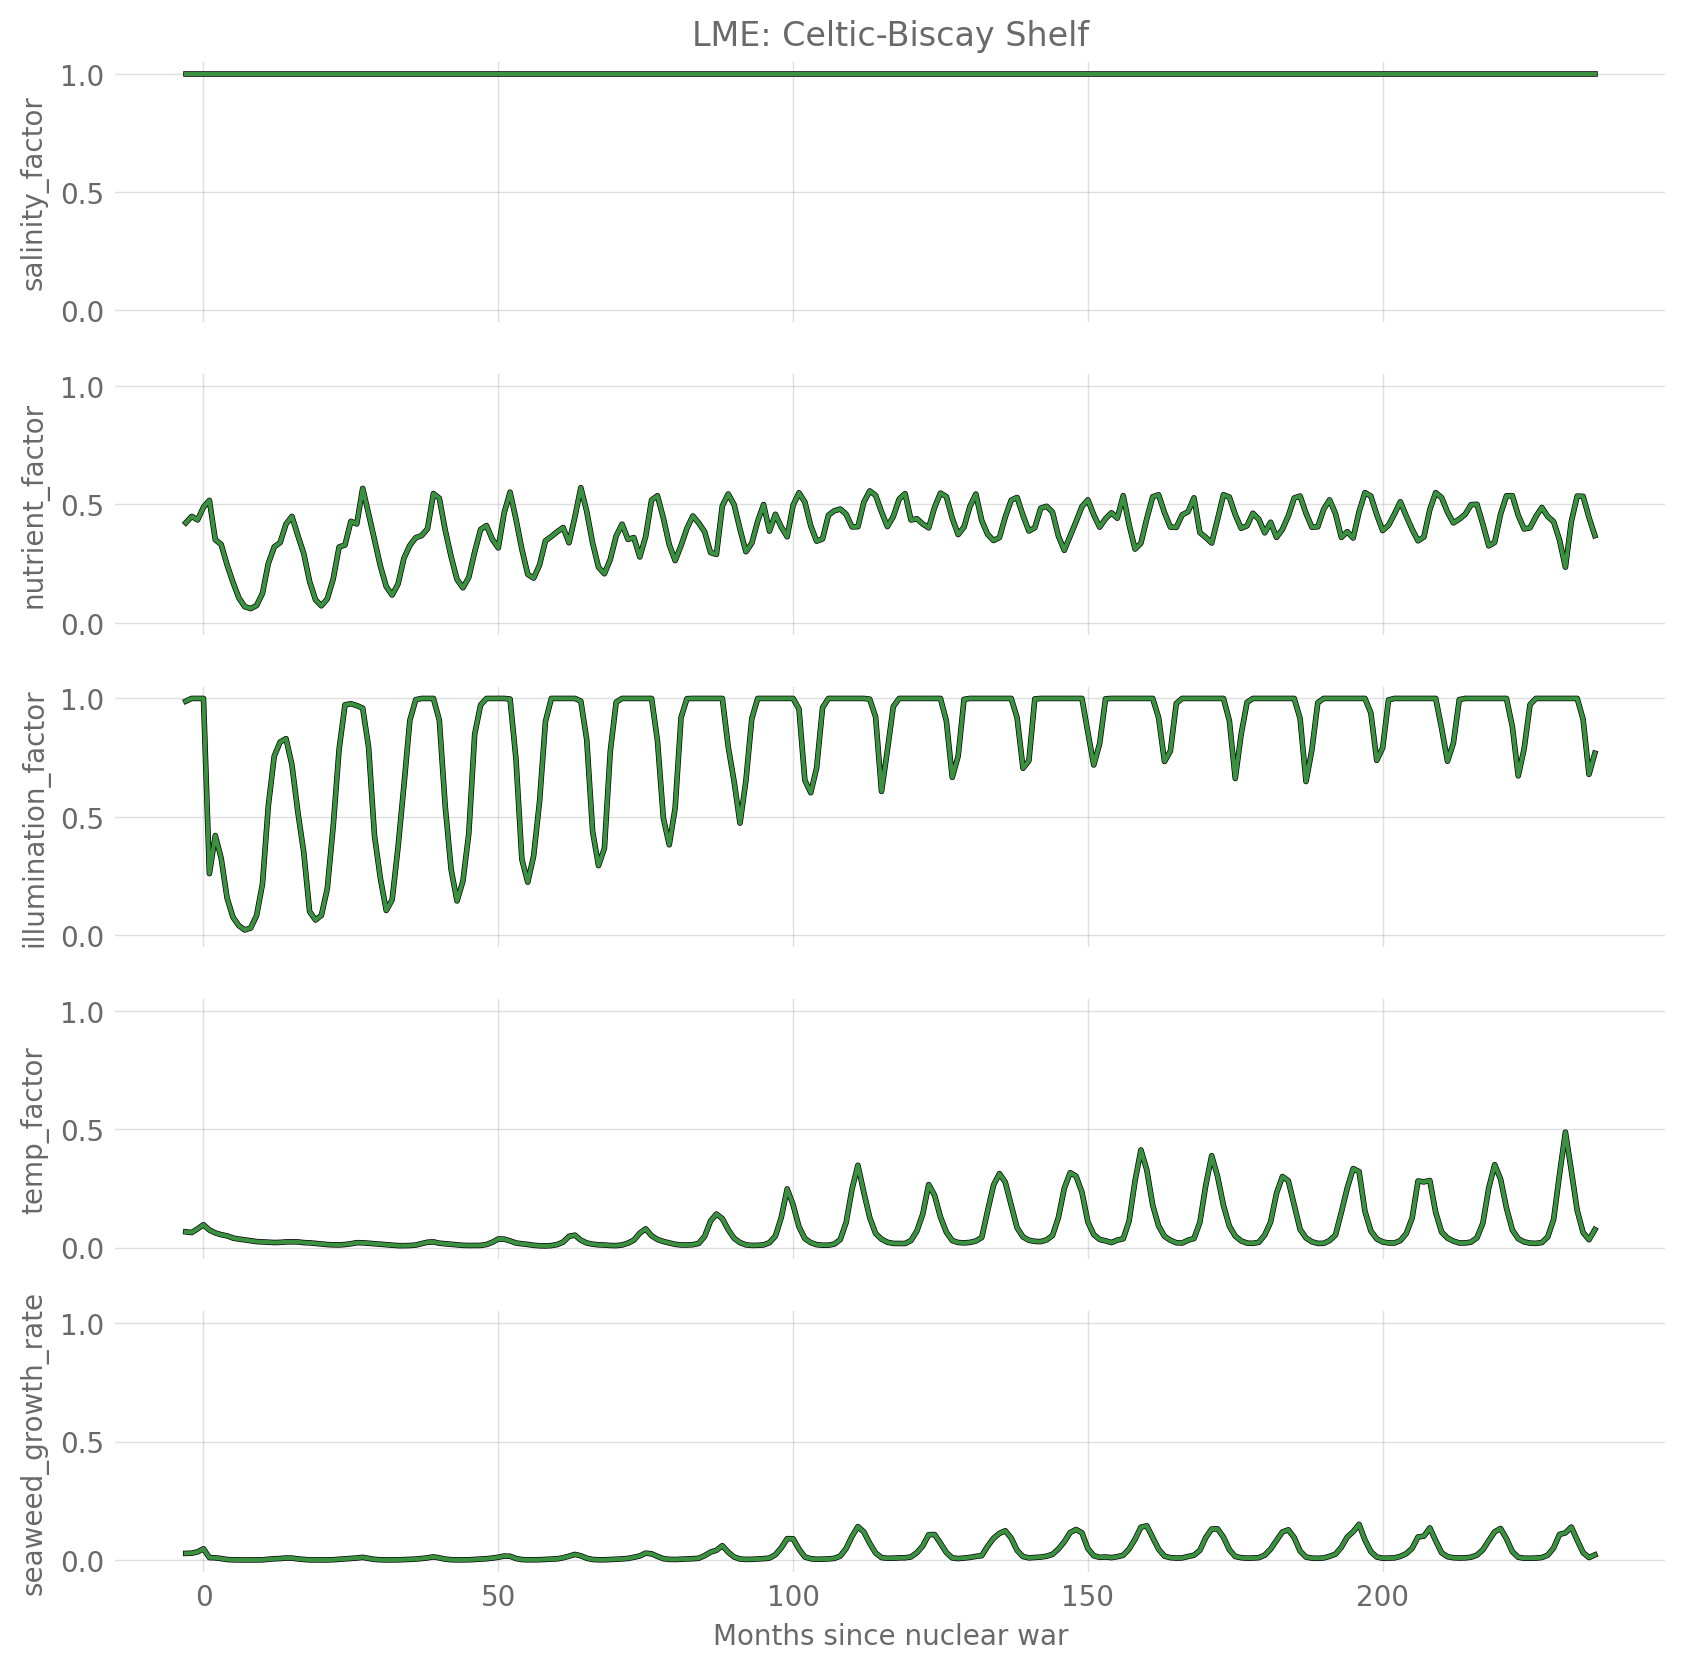 LME: Celtic-Biscay Shelf
1.0
0.5
0.0
salinity_factor
1.0
0.5
0.0
nutrient_factor
1.0
0.5
0.0
illumination_factor
1.0
0.5
0.0
temp_factor
1.0
0.5
0.0
seaweed_growth_rate
0 50 100 150 200
Months since nuclear war